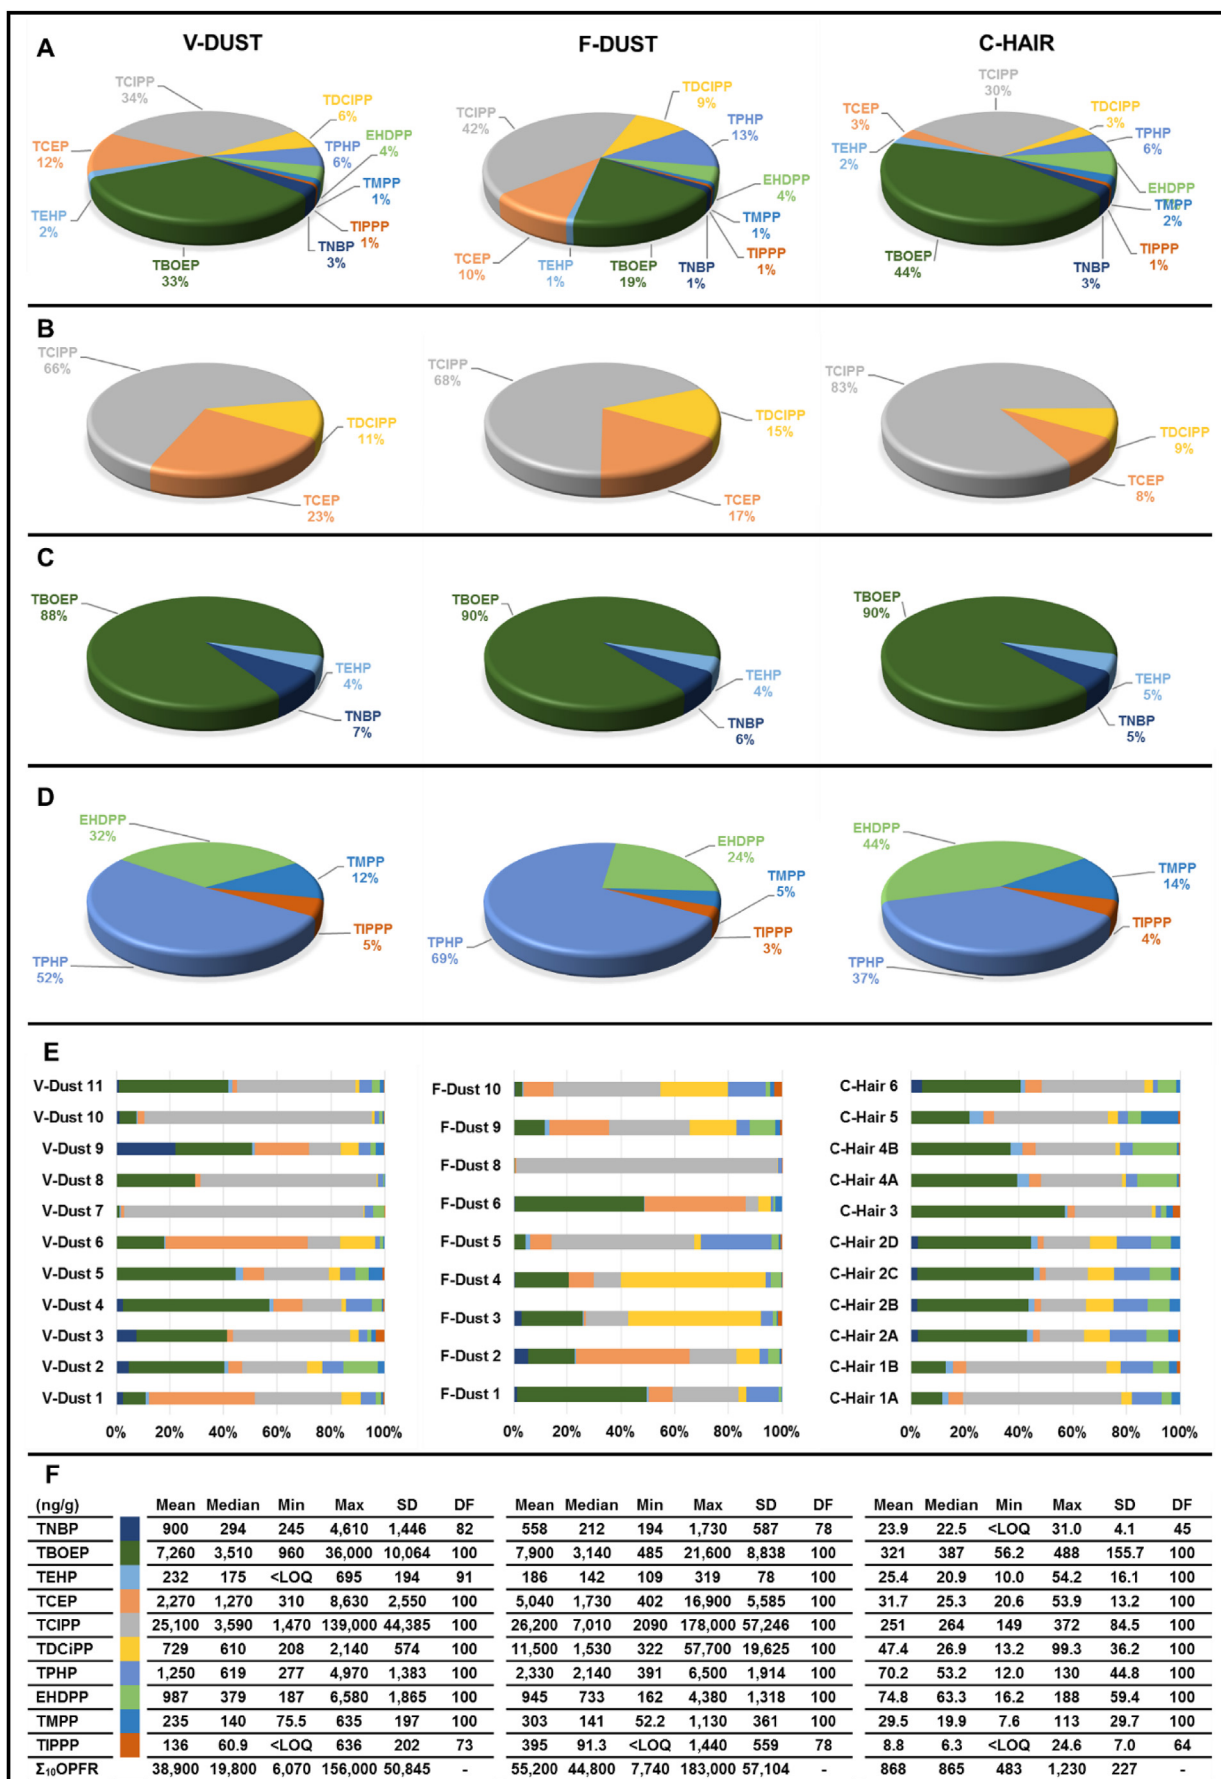 A
V-DUST
F-DUST
C-HAIR
TCIPP
34%
TDCIPP
6%
EHDPP
4%
TPHP
6%
TMPP
1%
TIPPP
1%
TNBP
3%
TBOEP
33%
TEHP
2%
TCEP
12%
TCIPP
42%
TDCIPP
9%
TPHP
13%
EHDPP
4%
TMPP
1%
TIPPP
1%
TNBP
1%
TBOEP
19%
TEHP
1%
TCEP
10%
TCIPP
30%
TDCIPP
3%
TPHP
6%
EHDPP
TMPP
2%
TIPPP
1%
TNBP
3%
TBOEP
44%
TEHP
2%
TCEP
3%
B
TCIPP
66%
TDCIPP
11%
TCEP
23%
TCIPP
68%
TDCIPP
15%
TCEP
17%
TCIPP
83%
TDCIPP
9%
TCEP
8%
C
TBOEP
88%
TEHP
4%
TNBP
7%
TBOEP
90%
TEHP
4%
TNBP
6%
TBOEP
90%
TEHP
5%
TNBP
5%
D
EHDPP
32%
TMPP
12%
TIPPP
5%
TPHP
52%
EHDPP
24%
TMPP
5%
TIPPP
3%
TPHP
69%
EHDPP
44%
TMPP
14%
TIPPP
4%
TPHP
37%
E
V-Dust 11
V-Dust 10
V-Dust 9
V-Dust 8
V-Dust 7
V-Dust 6
V-Dust 5
V-Dust 4
V-Dust 3
V-Dust 2
V-Dust 1
0% 20% 40% 60% 80% 100%
F-Dust 10
F-Dust 9
F-Dust 8
F-Dust 6
F-Dust 5
F-Dust 4
F-Dust 3
F-Dust 2
F-Dust 1
0% 20% 40% 60% 80% 100%
C-Hair 6
C-Hair 5
C-Hair 4B
C-Hair 4A
C-Hair 3
C-Hair 2D
C-Hair 2C
C-Hair 2B
C-Hair 2A
C-Hair 1B
C-Hair 1A
0% 20% 40% 60% 80% 100%
F
(ng/g) Mean Median Min Max SD DF Mean Median Min Max SD DF Mean Median Min Max SD DF
TNBP 900 294 245 4,610 1,446 82 558 212 194 1,730 587 78 23.9 22.5 <LOQ 31.0 4.1 45
TBOEP 7,260 3,510 960 36,000 10,064 100 7,900 3,140 485 21,600 8,838 100 321 387 56.2 488 155.7 100
TEHP 232 175 <LOQ 695 194 91 186 142 109 319 78 100 25.4 20.9 10.0 54.2 16.1 100
TCEP 2,270 1,270 310 8,630 2,550 100 5,040 1,730 402 16,900 5,585 100 31.7 25.3 20.6 53.9 13.2 100
TCIPP 25,100 3,590 1,470 139,000 44,385 100 26,200 7,010 2090 178,000 57,246 100 251 264 149 372 84.5 100
TDCiPP 729 610 208 2,140 574 100 11,500 1,530 322 57,700 19,625 100 47.4 26.9 13.2 99.3 36.2 100
TPHP 1,250 619 277 4,970 1,383 100 2,330 2,140 391 6,500 1,914 100 70.2 53.2 12.0 130 44.8 100
EHDPP 987 379 187 6,580 1,865 100 945 733 162 4,380 1,318 100 74.8 63.3 16.2 188 59.4 100
TMPP 235 140 75.5 635 197 100 303 141 52.2 1,130 361 100 29.5 19.9 7.6 113 29.7 100
TIPPP 136 60.9 <LOQ 636 202 73 395 91.3 <LOQ 1,440 559 78 8.8 6.3 <LOQ 24.6 7.0 64
Σ₁₀OPFR 38,900 19,800 6,070 156,000 50,845 - 55,200 44,800 7,740 183,000 57,104 - 868 865 483 1,230 227 -